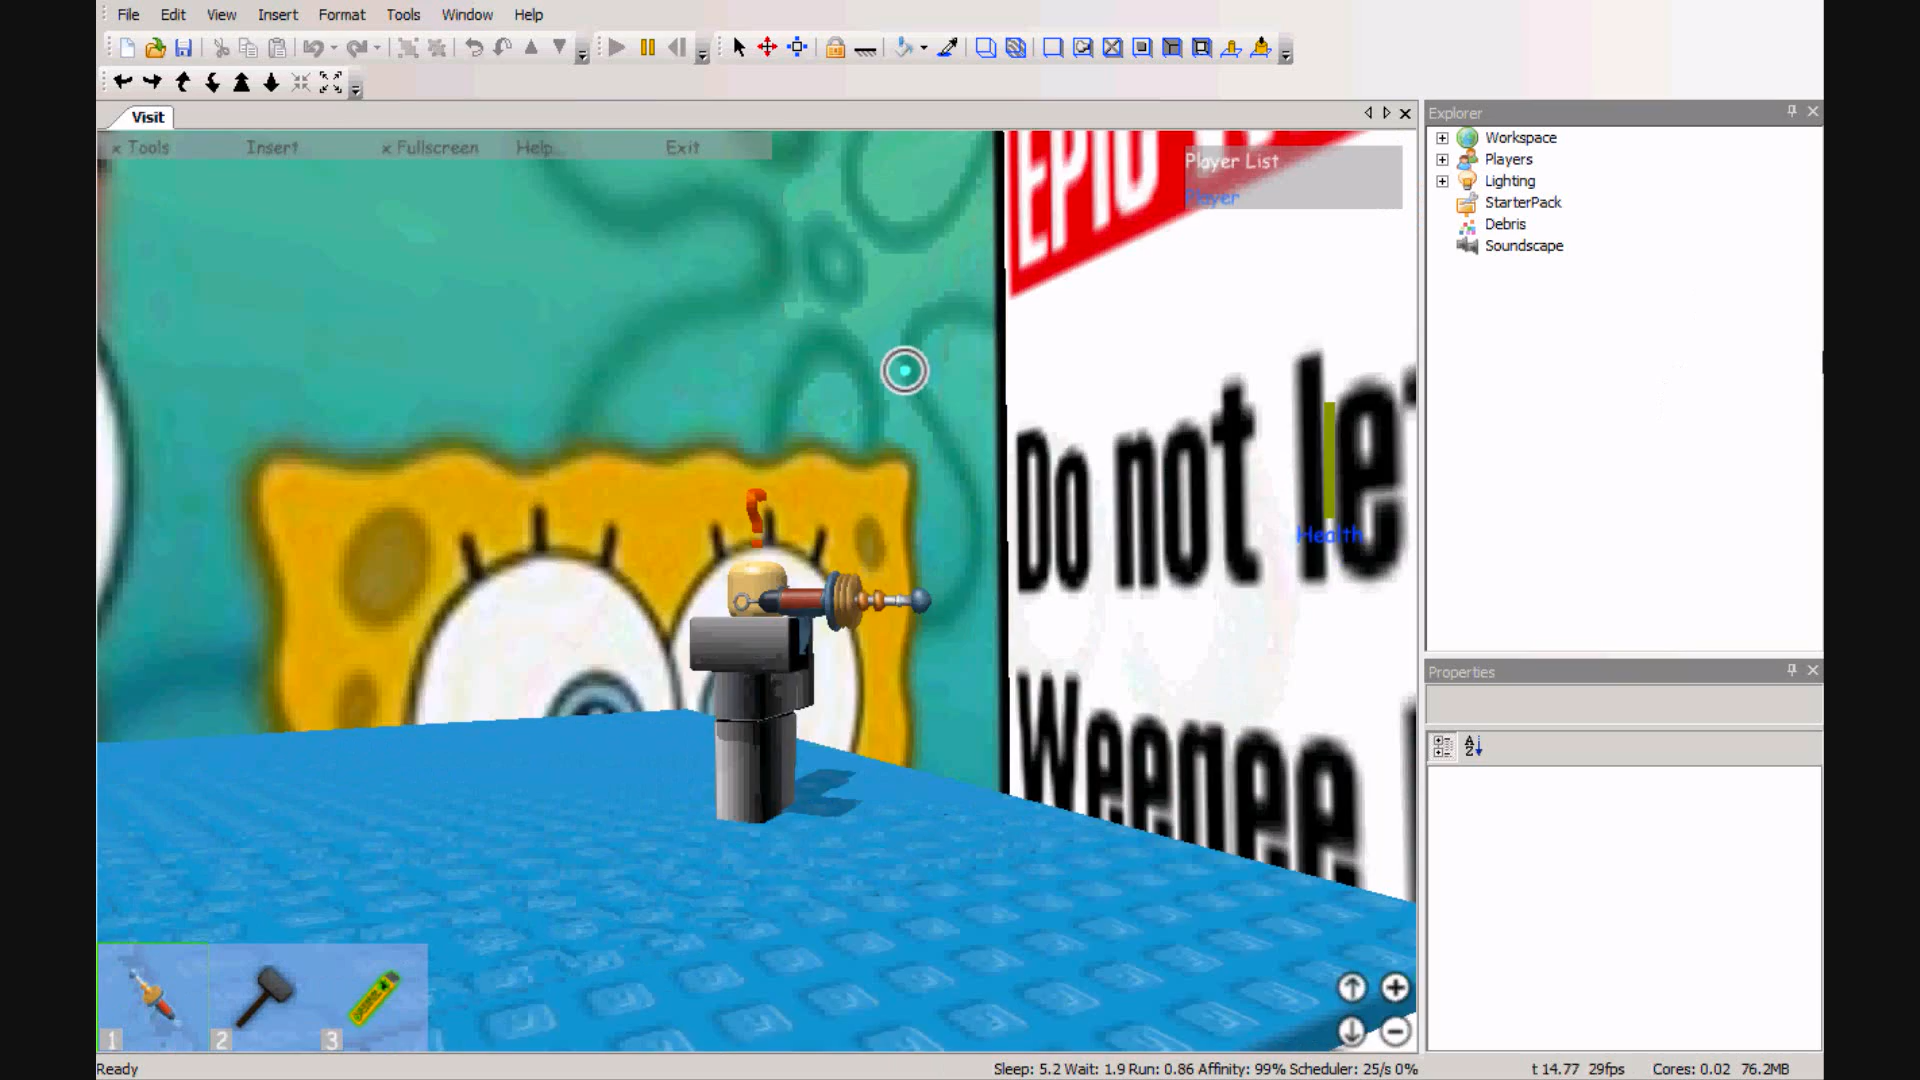 File Edit View Insert Format Tools Window Help
Visit
x Tools Insert x Fullscreen Help... Exit
EPIC
Player List
Player
Do not let
Health
Weegee
1 2 3
Explorer
Workspace
Players
Lighting
StarterPack
Debris
Soundscape
Properties
Ready Sleep: 5.2 Wait: 1.9 Run: 0.86 Affinity: 99% Scheduler: 25/s 0% t 14.77 29fps Cores: 0.02 76.2MB